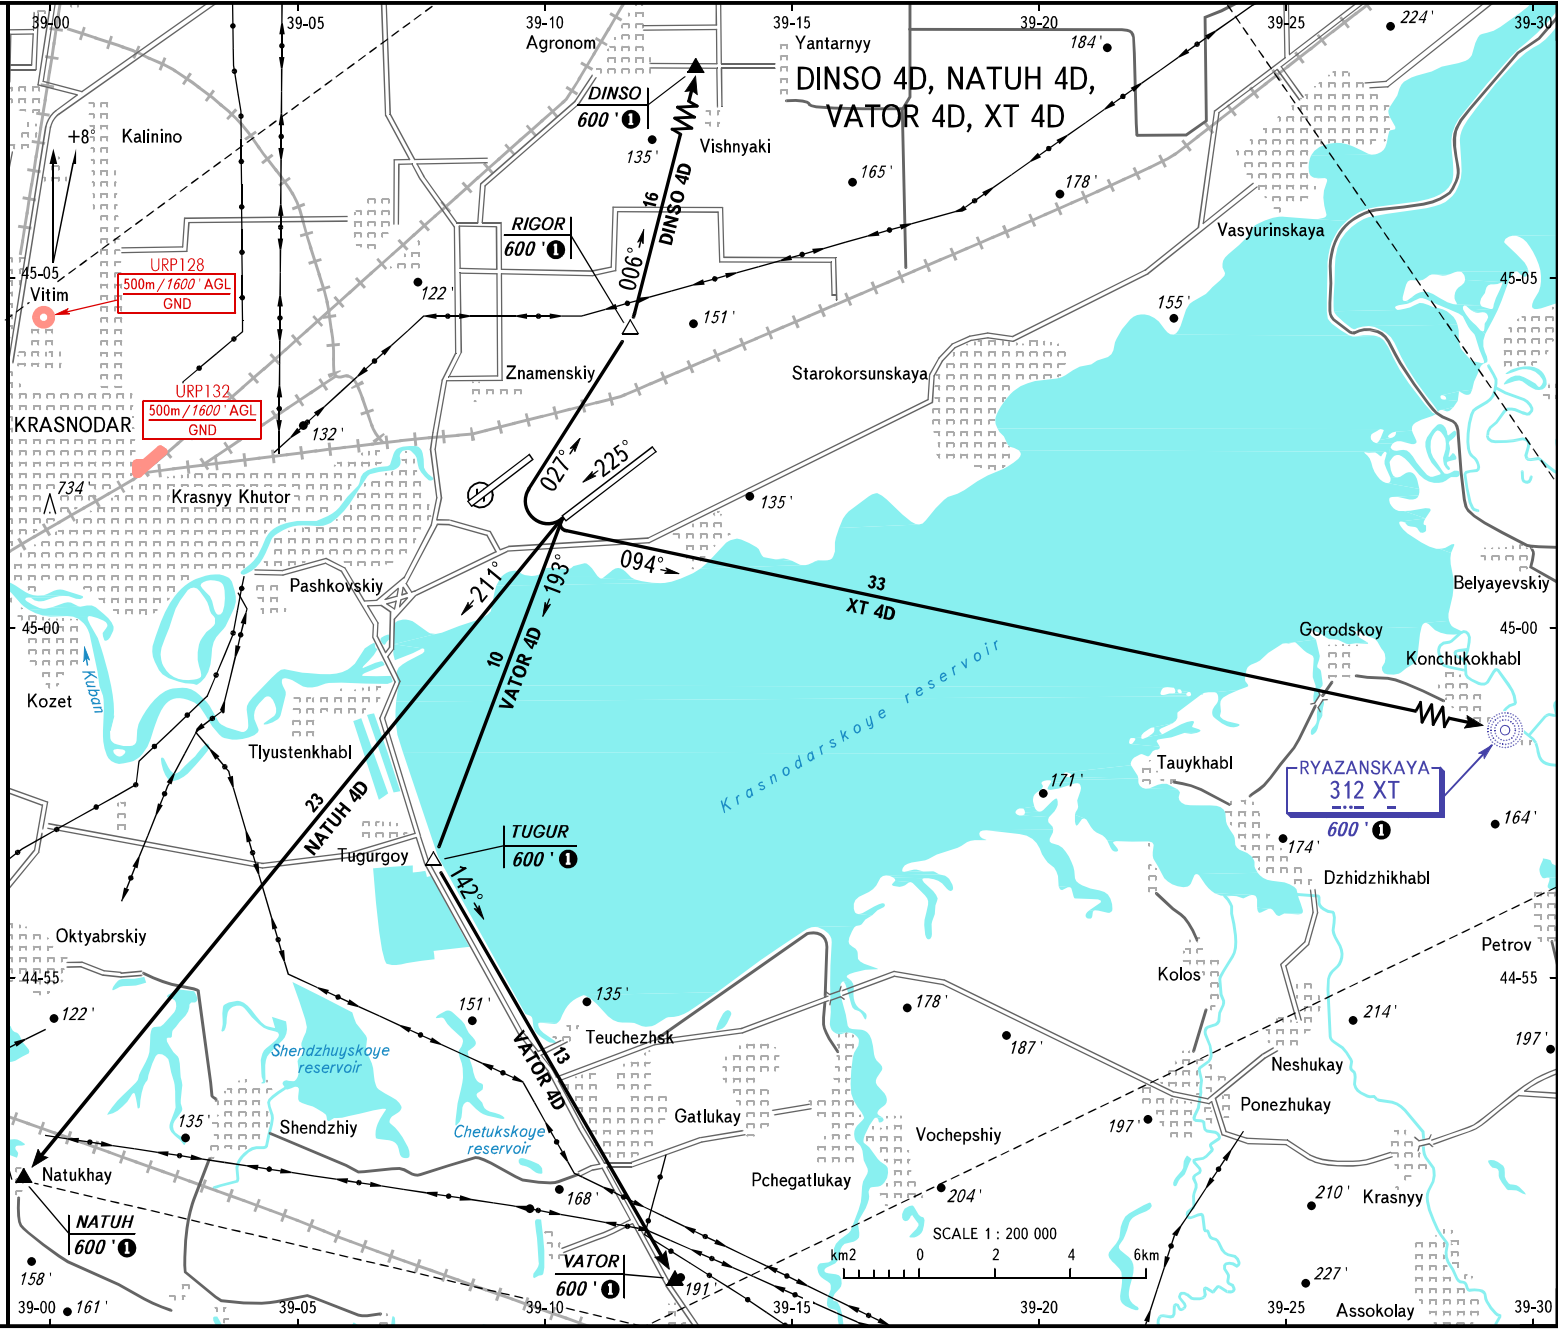 39-00
39-05
39-10
39-15
39-20
39-25
39-30
224'
Agronom
Yantarnyy
184'
DINSO 4D, NATUH 4D,
VATOR 4D, XT 4D
DINSO
600' ❶
+8°
Kalinino
135'
Vishnyaki
165'
178'
16
DINSO 4D
006°
RIGOR
600' ❶
Vasyurinskaya
45-05
45-05
URP128
500m/1600' AGL
GND
Vitim
122'
151'
155'
Znamenskiy
Starokorsunskaya
URP132
500m/1600' AGL
GND
KRASNODAR
132'
027°
225°
734'
Krasnyy Khutor
135'
Pashkovskiy
211°
193°
094°
33
XT 4D
Belyayevskiy
45-00
45-00
Gorodskoy
Konchukokhabl
Kozet
Kuban
10
VATOR 4D
Krasnodarskoye reservoir
Tlyustenkhabl
Tauykhabl
RYAZANSKAYA
312 XT
600' ❶
171'
164'
174'
23
NATUH 4D
TUGUR
600' ❶
Tugurgoy
142°
Dzhidzhikhabl
Oktyabrskiy
Petrov
44-55
44-55
Kolos
122'
151'
135'
178'
214'
Teuchezhsk
187'
197'
Shendzhuyskoye
reservoir
13
VATOR 4D
Neshukay
Ponezhukay
135'
Shendzhiy
Chetukskoye
reservoir
Gatlukay
Vochepshiy
197'
Natukhay
168'
Pchegatlukay
204'
210'
Krasnyy
NATUH
600' ❶
SCALE 1 : 200 000
km2
0
2
4
6km
VATOR
600' ❶
191'
158'
227'
161'
Assokolay
39-00
39-05
39-10
39-15
39-20
39-25
39-30